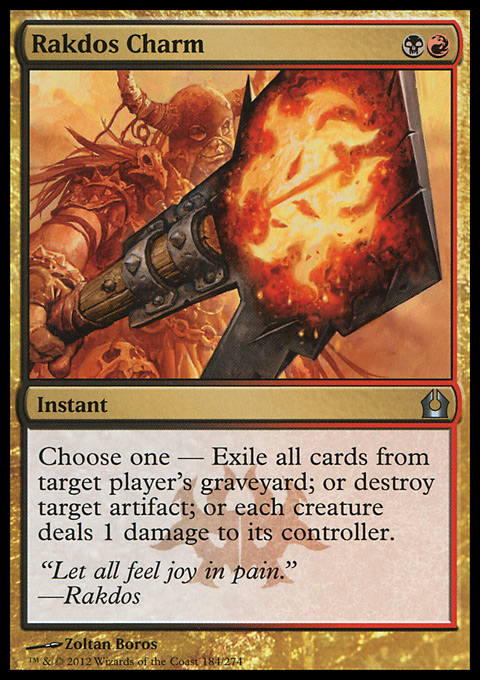 Rakdos Charm
Instant
Choose one — Exile all cards from
target player's graveyard; or destroy
target artifact; or each creature
deals 1 damage to its controller.
“Let all feel joy in pain.”
—Rakdos
Zoltan Boros
™ & © 2012 Wizards of the Coast 184/274